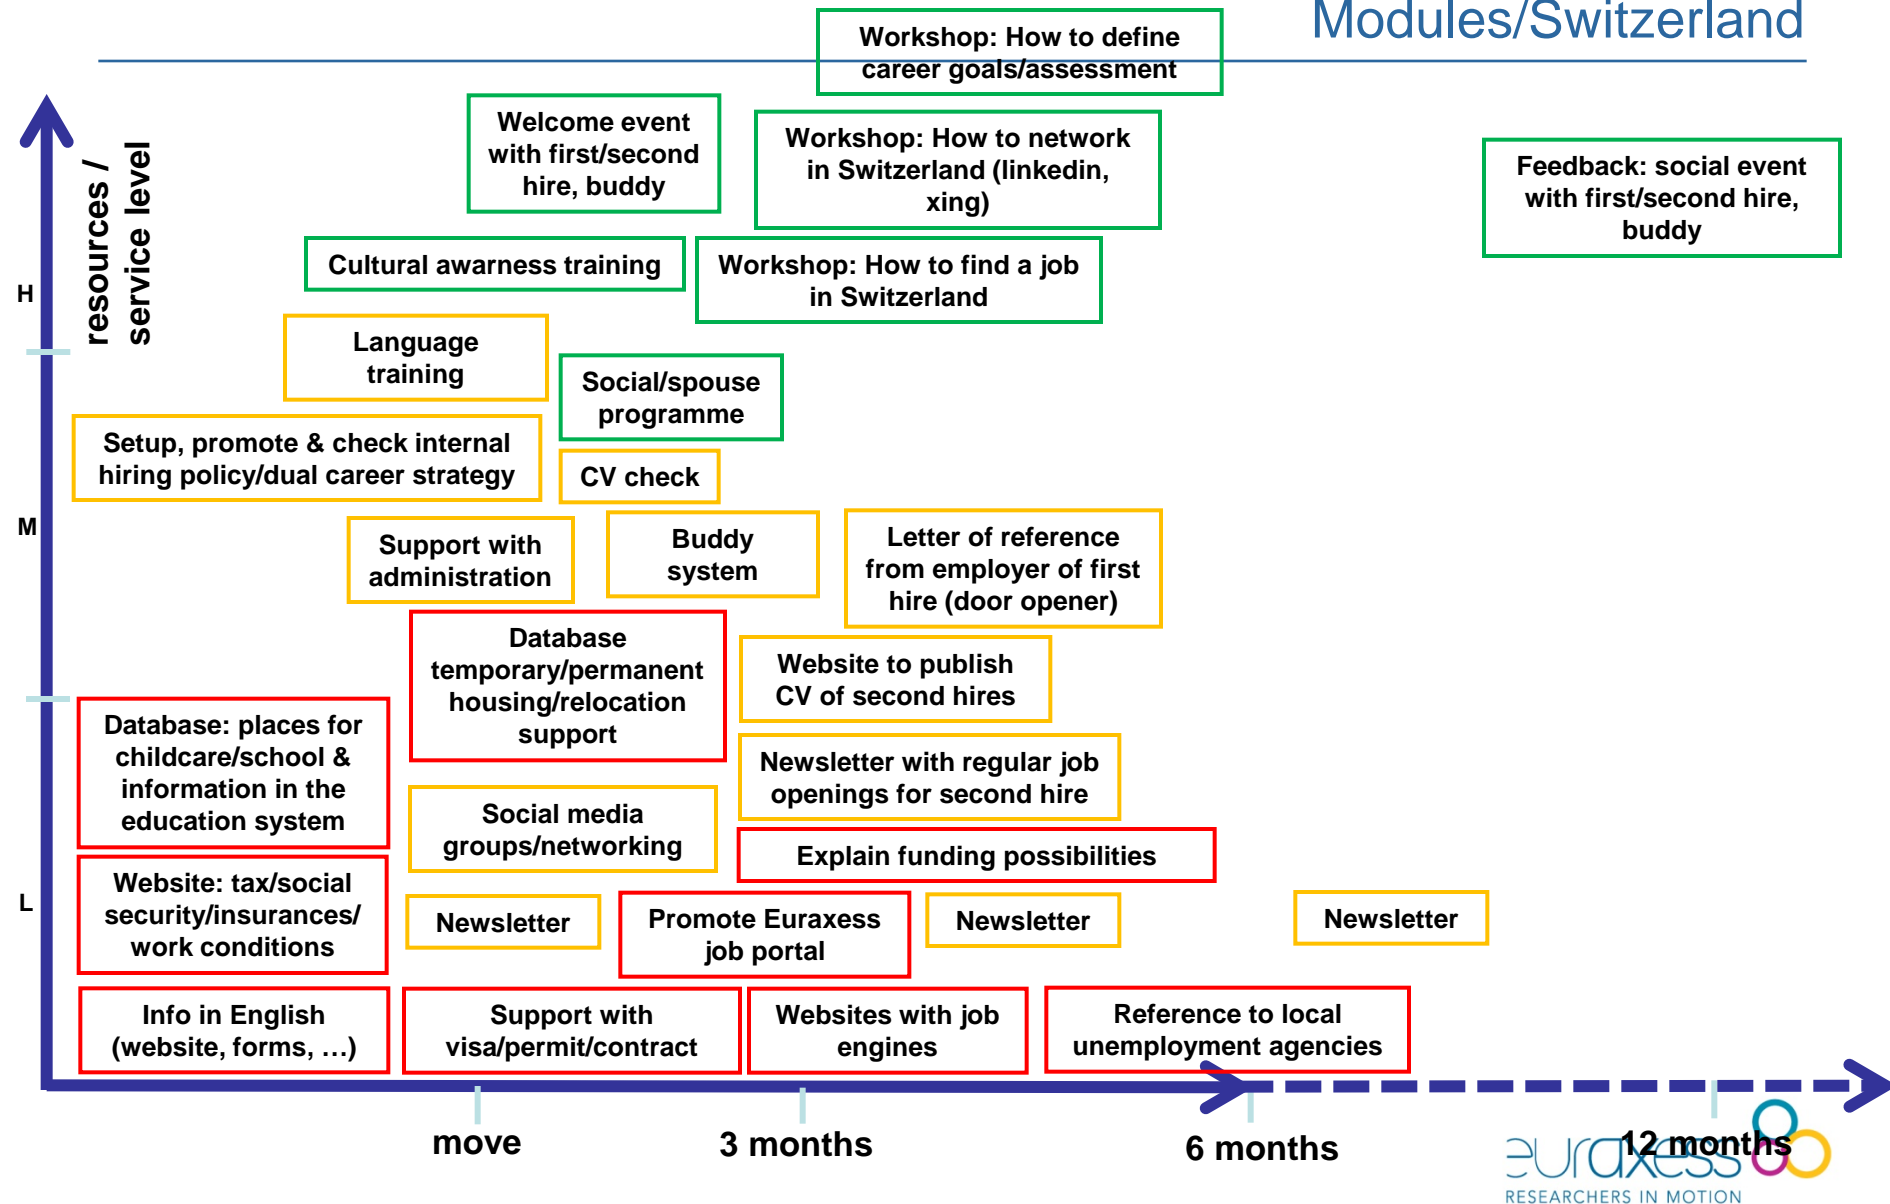 Modules/Switzerland
Workshop: How to define
career goals/assessment
resources /
service level
Welcome event
with first/second
hire, buddy
Workshop: How to network
in Switzerland (linkedin,
xing)
Feedback: social event
with first/second hire,
buddy
Cultural awarness training
Workshop: How to find a job
in Switzerland
H
Language
training
Social/spouse
programme
Setup, promote & check internal
hiring policy/dual career strategy
CV check
M
Support with
administration
Buddy
system
Letter of reference
from employer of first
hire (door opener)
Database
temporary/permanent
housing/relocation
support
Website to publish
CV of second hires
Database: places for
childcare/school &
information in the
education system
Newsletter with regular job
openings for second hire
Social media
groups/networking
Explain funding possibilities
L
Website: tax/social
security/insurances/
work conditions
Newsletter
Promote Euraxess
job portal
Newsletter
Newsletter
Info in English
(website, forms, …)
Support with
visa/permit/contract
Websites with job
engines
Reference to local
unemployment agencies
move
3 months
6 months
12 months
euraxess
RESEARCHERS IN MOTION